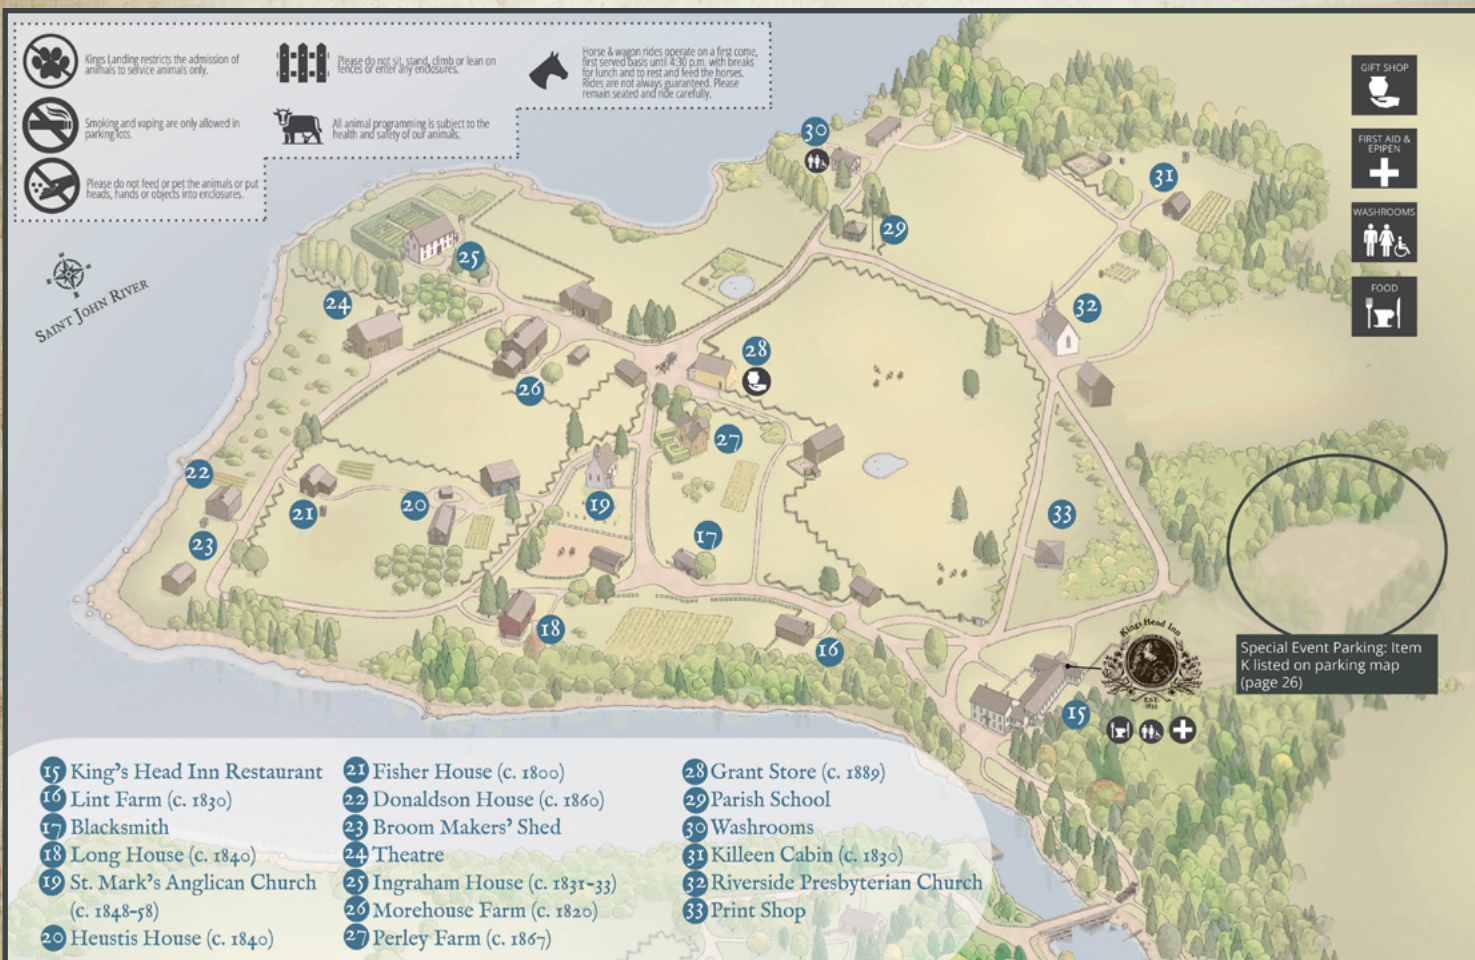 Kings Landing restricts the admission of
animals to service animals only.
Smoking and vaping are only allowed in
parking lots.
Please do not feed or pet the animals or put
heads, hands or objects into enclosures.
Please do not sit, stand, climb or lean on
fences or enter any enclosures.
All animal programming is subject to the
health and safety of our animals.
Horse & wagon rides operate on a first come,
first served basis until 4:30 p.m. with breaks
for lunch and to rest and feed the horses.
Rides are not always guaranteed. Please
remain seated and ride carefully.
GIFT SHOP
FIRST AID &
EPIPEN
WASHROOMS
FOOD
SAINT JOHN RIVER
30
31
29
25
24
32
28
26
27
22
21
20
19
33
23
17
18
16
15
Kings Head Inn
EST.
1855
Special Event Parking: Item
K listed on parking map
(page 26)
15 King's Head Inn Restaurant
16 Lint Farm (c. 1830)
17 Blacksmith
18 Long House (c. 1840)
19 St. Mark's Anglican Church
(c. 1848-58)
20 Heustis House (c. 1840)
21 Fisher House (c. 1800)
22 Donaldson House (c. 1860)
23 Broom Makers' Shed
24 Theatre
25 Ingraham House (c. 1831-33)
26 Morehouse Farm (c. 1820)
27 Perley Farm (c. 1867)
28 Grant Store (c. 1889)
29 Parish School
30 Washrooms
31 Killeen Cabin (c. 1830)
32 Riverside Presbyterian Church
33 Print Shop